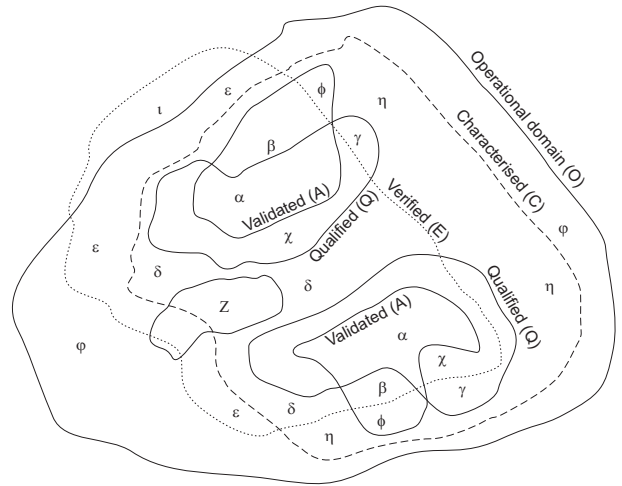 Operational domain (O)
ε
ϕ
η
ι
Characterised (C)
β
γ
α
Validated (A)
Verified (E)
χ
Qualified (Q)
φ
ε
δ
δ
Qualified (Q)
η
Z
Validated (A)
α
φ
χ
β
γ
ε
δ
ϕ
η